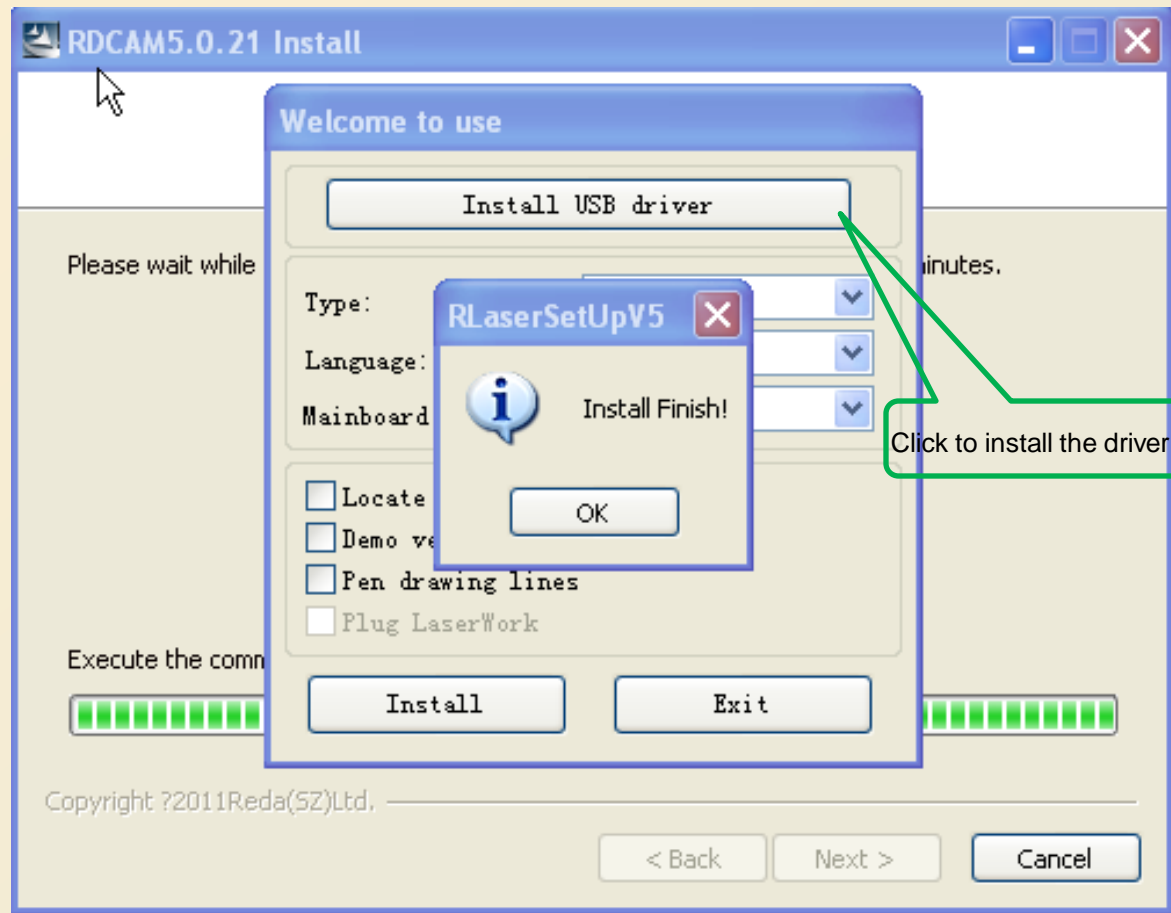 RDCAM5.0.21 Install
Welcome to use
Install USB driver
Please wait while
inutes.
Type:
RLaserSetUpV5
Language:
Install Finish!
Mainboard
Click to install the driver
Locate
OK
Demo ve
Pen drawing lines
Plug LaserWork
Execute the comm
Install
Exit
Copyright ?2011Reda(SZ)Ltd.
< Back
Next >
Cancel